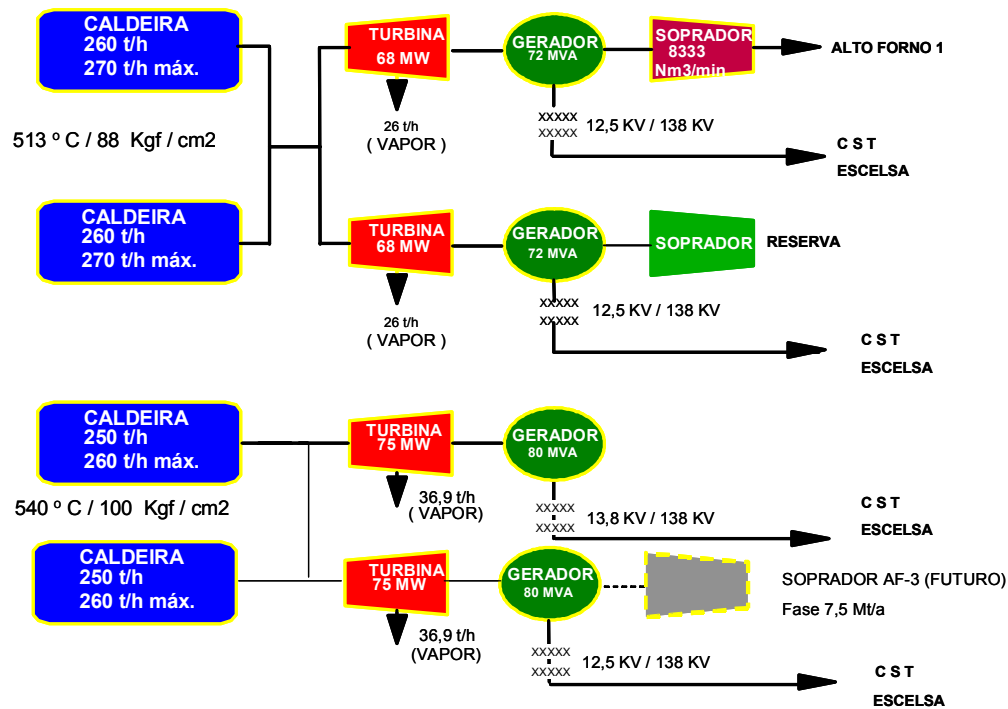 CALDEIRA
260 t/h
270 t/h máx.
TURBINA
68 MW
GERADOR
72 MVA
SOPRADOR
8333
Nm3/min
ALTO FORNO 1
26 t/h
( VAPOR )
xxxxx
xxxxx
12,5 KV / 138 KV
C S T
ESCELSA
513 º C / 88 Kgf / cm2
CALDEIRA
260 t/h
270 t/h máx.
TURBINA
68 MW
GERADOR
72 MVA
SOPRADOR
RESERVA
26 t/h
( VAPOR )
xxxxx
xxxxx
12,5 KV / 138 KV
C S T
ESCELSA
CALDEIRA
250 t/h
260 t/h máx.
TURBINA
75 MW
GERADOR
80 MVA
36,9 t/h
( VAPOR)
xxxxx
xxxxx
13,8 KV / 138 KV
C S T
ESCELSA
540 º C / 100 Kgf / cm2
CALDEIRA
250 t/h
260 t/h máx.
TURBINA
75 MW
GERADOR
80 MVA
SOPRADOR AF-3 (FUTURO)
Fase 7,5 Mt/a
36,9 t/h
(VAPOR)
xxxxx
xxxxx
12,5 KV / 138 KV
C S T
ESCELSA